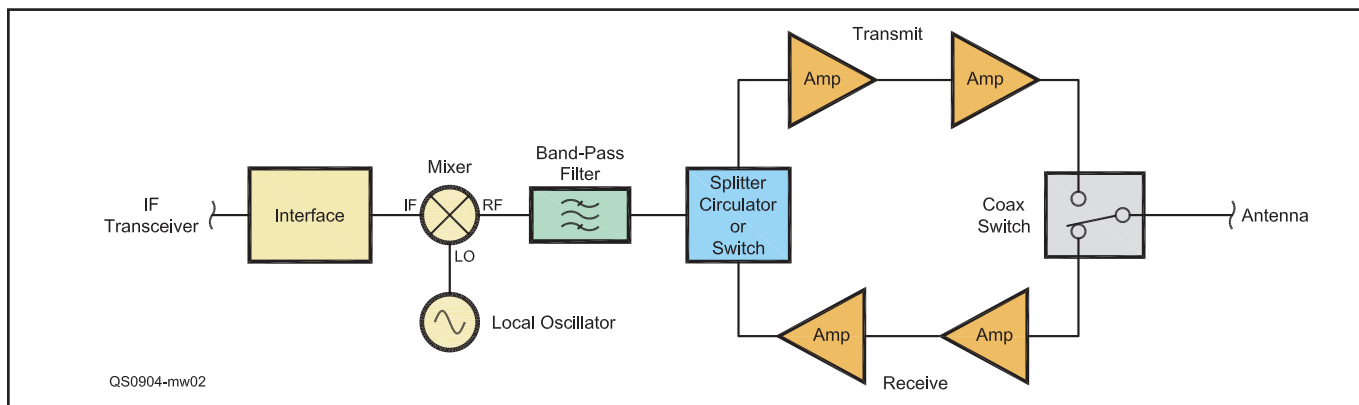 Transmit
Amp
Amp
Mixer
Band-Pass
Filter
Splitter
Circulator
or
Switch
IF
Transceiver
Interface
IF
RF
LO
Coax
Switch
Antenna
Local Oscillator
Amp
Amp
Receive
QS0904-mw02